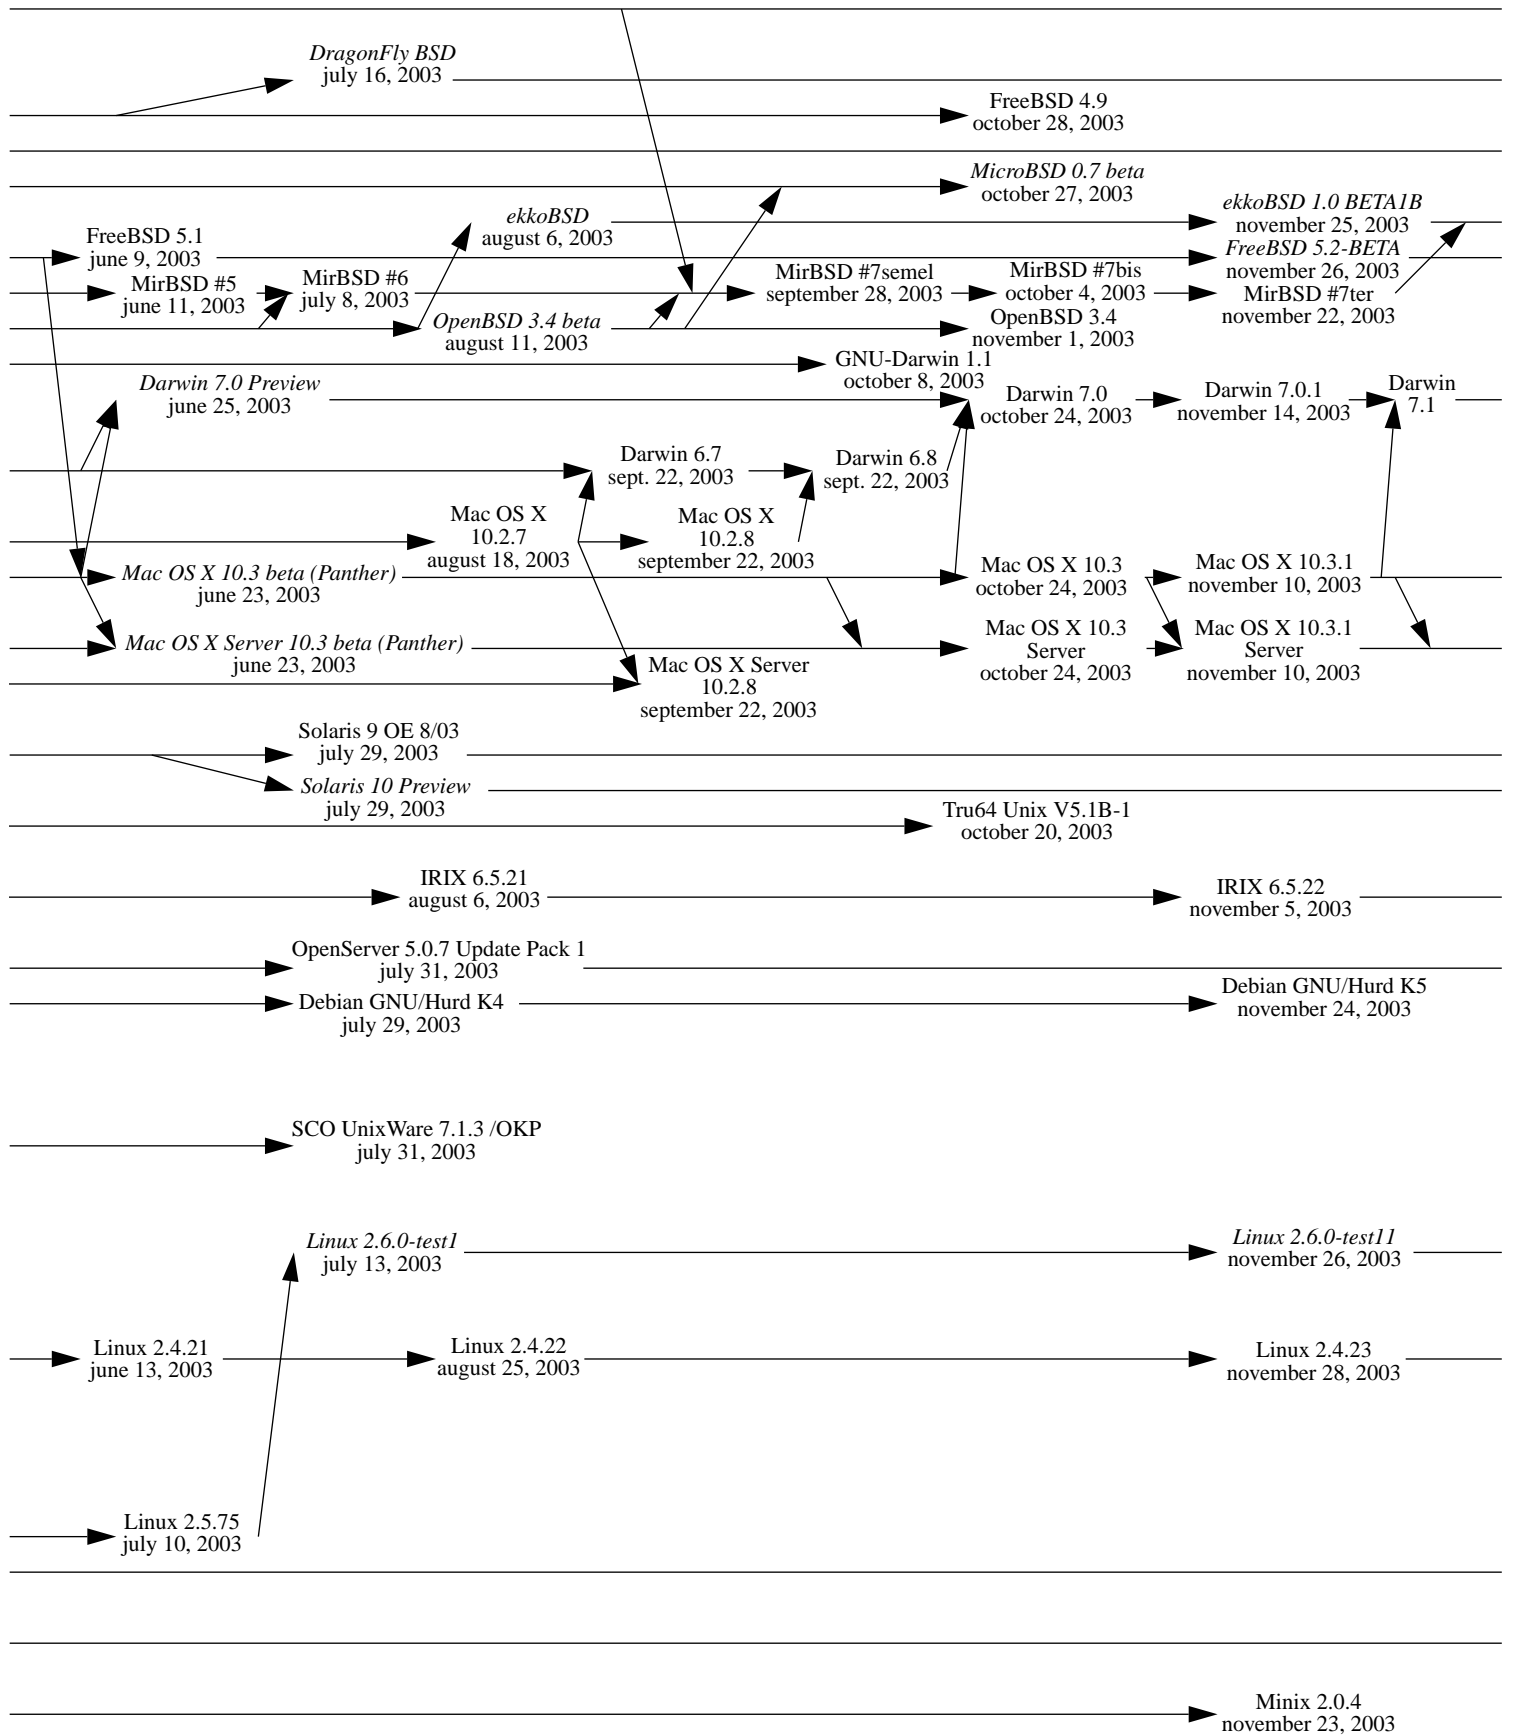 DragonFly BSD
july 16, 2003
FreeBSD 4.9
october 28, 2003
MicroBSD 0.7 beta
october 27, 2003
ekkoBSD
august 6, 2003
ekkoBSD 1.0 BETA1B
november 25, 2003
FreeBSD 5.1
june 9, 2003
FreeBSD 5.2-BETA
november 26, 2003
MirBSD #5
june 11, 2003
MirBSD #6
july 8, 2003
MirBSD #7semel
september 28, 2003
MirBSD #7bis
october 4, 2003
MirBSD #7ter
november 22, 2003
OpenBSD 3.4 beta
august 11, 2003
OpenBSD 3.4
november 1, 2003
GNU-Darwin 1.1
october 8, 2003
Darwin 7.0 Preview
june 25, 2003
Darwin 7.0
october 24, 2003
Darwin 7.0.1
november 14, 2003
Darwin
7.1
Darwin 6.7
sept. 22, 2003
Darwin 6.8
sept. 22, 2003
Mac OS X
10.2.7
august 18, 2003
Mac OS X
10.2.8
september 22, 2003
Mac OS X 10.3 beta (Panther)
june 23, 2003
Mac OS X 10.3
october 24, 2003
Mac OS X 10.3.1
november 10, 2003
Mac OS X Server 10.3 beta (Panther)
june 23, 2003
Mac OS X 10.3
Server
october 24, 2003
Mac OS X 10.3.1
Server
november 10, 2003
Mac OS X Server
10.2.8
september 22, 2003
Solaris 9 OE 8/03
july 29, 2003
Solaris 10 Preview
july 29, 2003
Tru64 Unix V5.1B-1
october 20, 2003
IRIX 6.5.21
august 6, 2003
IRIX 6.5.22
november 5, 2003
OpenServer 5.0.7 Update Pack 1
july 31, 2003
Debian GNU/Hurd K4
july 29, 2003
Debian GNU/Hurd K5
november 24, 2003
SCO UnixWare 7.1.3 /OKP
july 31, 2003
Linux 2.6.0-test1
july 13, 2003
Linux 2.6.0-test11
november 26, 2003
Linux 2.4.21
june 13, 2003
Linux 2.4.22
august 25, 2003
Linux 2.4.23
november 28, 2003
Linux 2.5.75
july 10, 2003
Minix 2.0.4
november 23, 2003